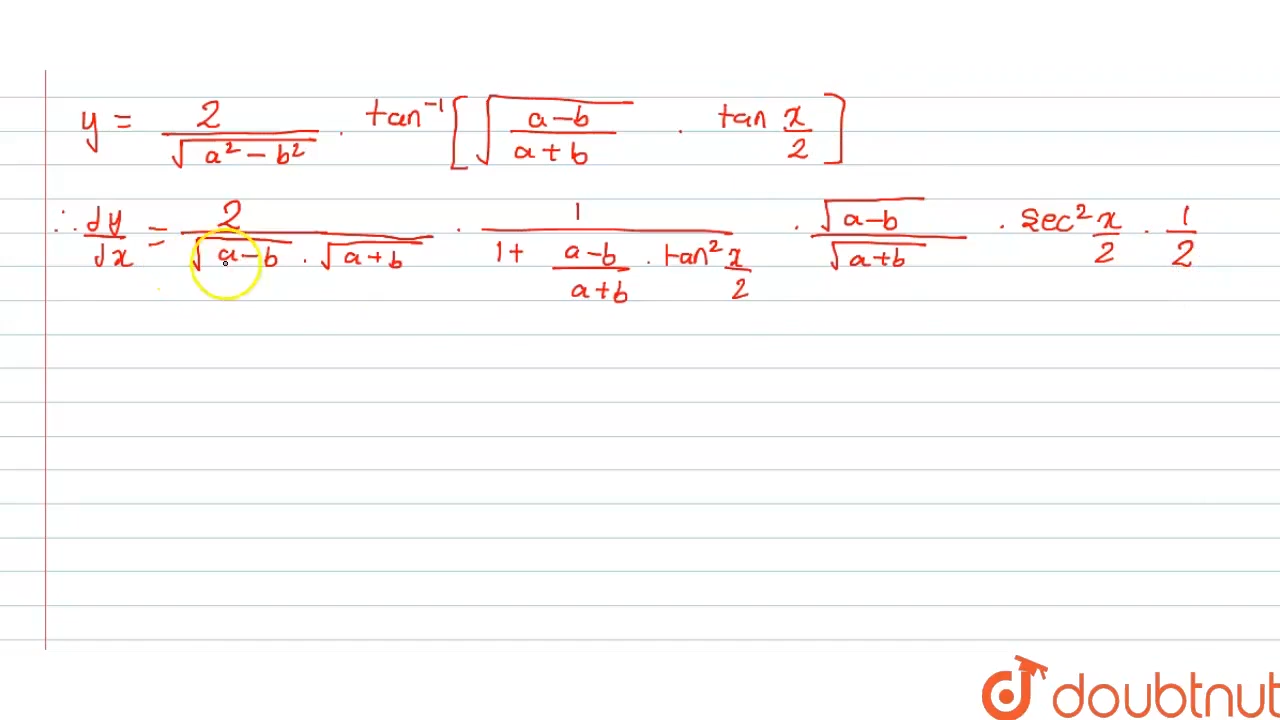 y = 2/√(a² − b²) · tan⁻¹[√((a−b)/(a+b)) · tan x/2]
∴ dy/dx = 2/(√(a−b) · √(a+b)) · 1/(1 + (a−b)/(a+b) · tan² x/2) · √(a−b)/√(a+b) · sec² x/2 · 1/2
doubtnut